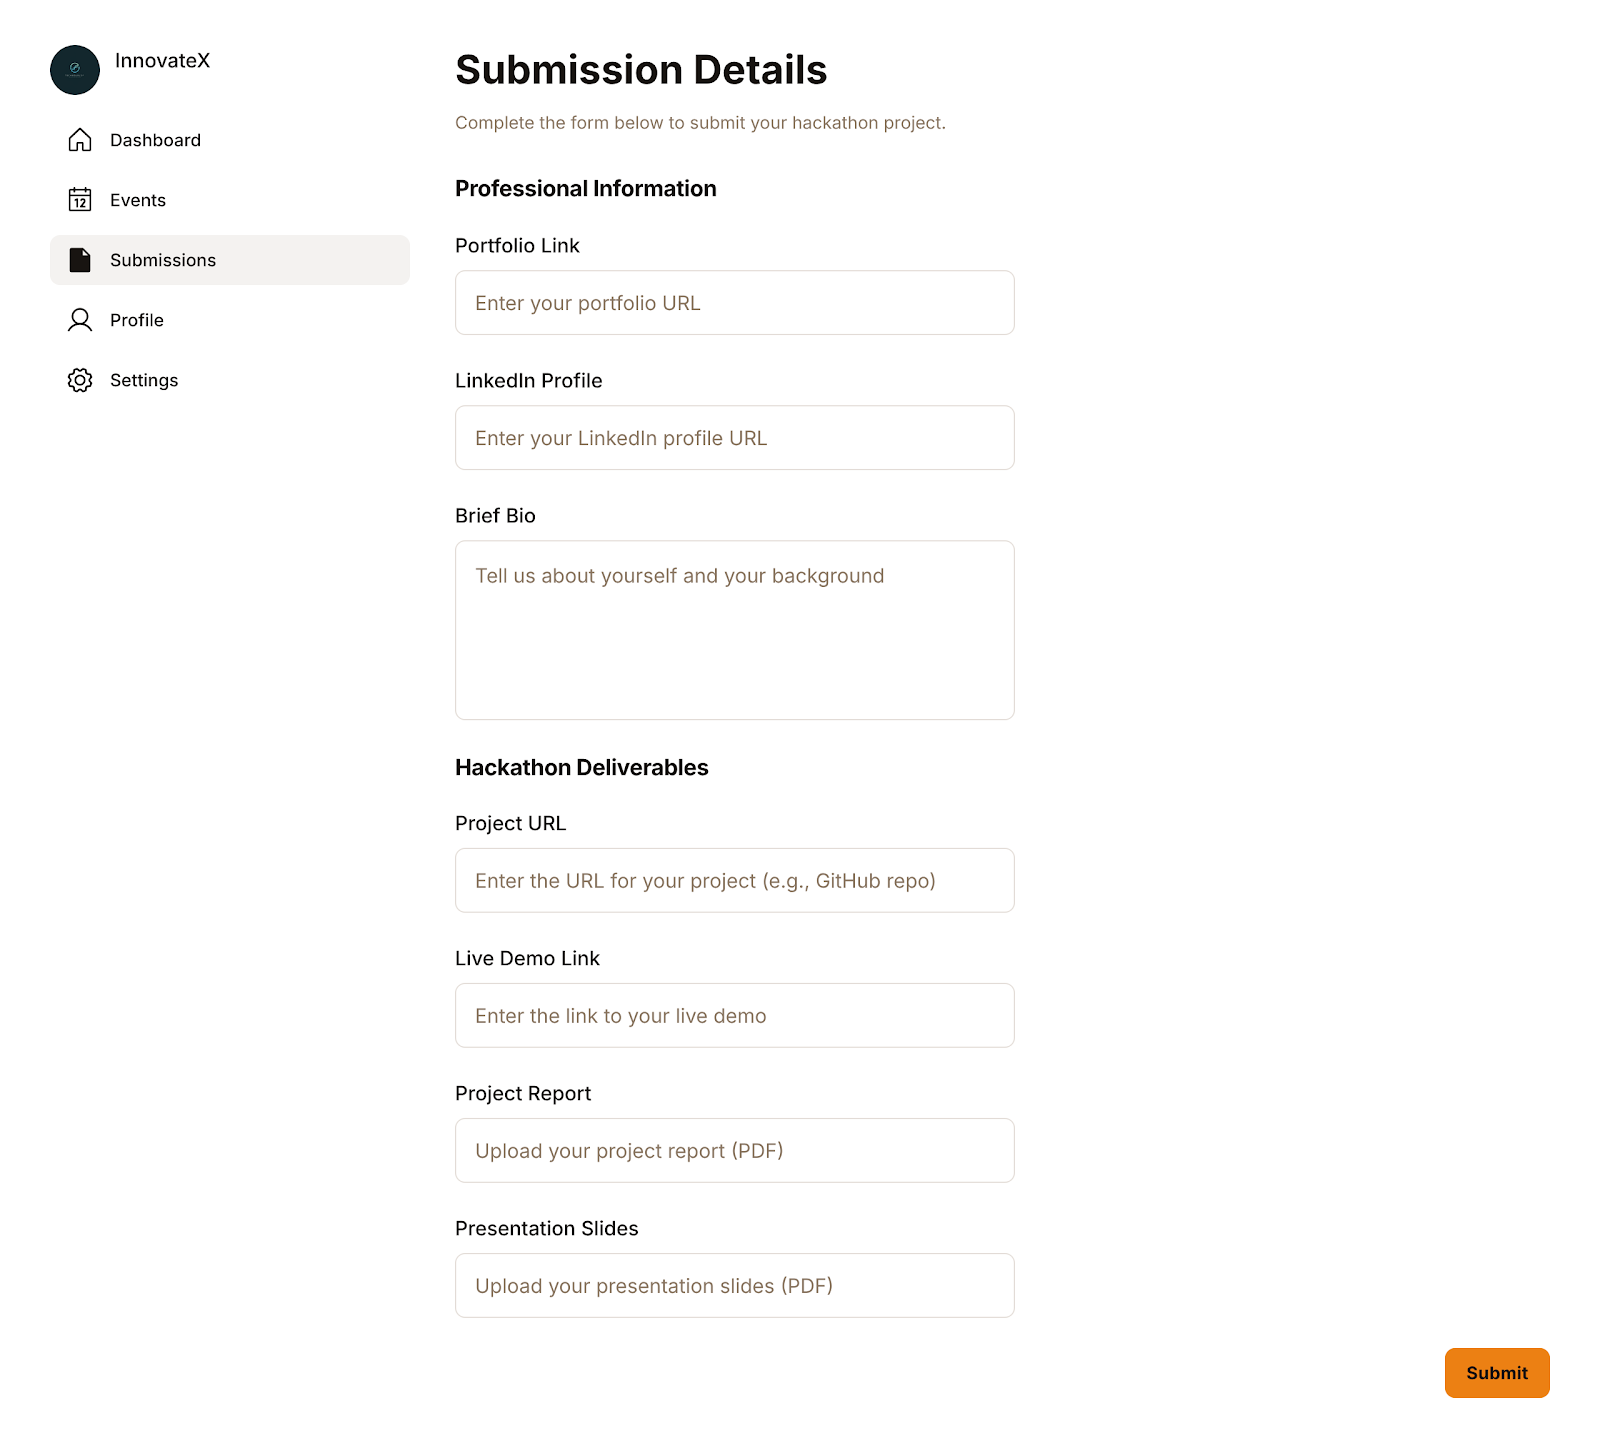 InnovateX
Dashboard
12
Events
Submissions
Profile
Settings
Submission Details
Complete the form below to submit your hackathon project.
Professional Information
Portfolio Link
Enter your portfolio URL
LinkedIn Profile
Enter your LinkedIn profile URL
Brief Bio
Tell us about yourself and your background
Hackathon Deliverables
Project URL
Enter the URL for your project (e.g., GitHub repo)
Live Demo Link
Enter the link to your live demo
Project Report
Upload your project report (PDF)
Presentation Slides
Upload your presentation slides (PDF)
Submit